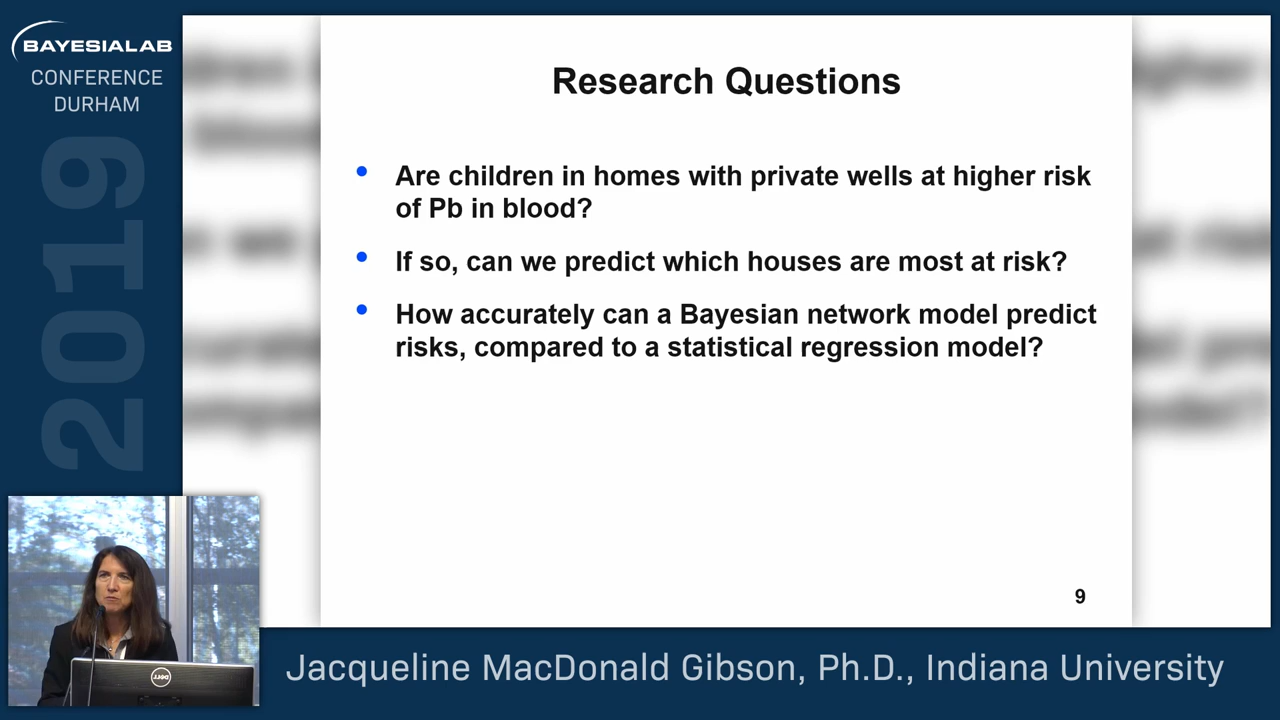 BAYESIALAB
CONFERENCE
DURHAM
2019
Research Questions
• Are children in homes with private wells at higher risk
of Pb in blood?
• If so, can we predict which houses are most at risk?
• How accurately can a Bayesian network model predict
risks, compared to a statistical regression model?
9
DELL
Jacqueline MacDonald Gibson, Ph.D., Indiana University